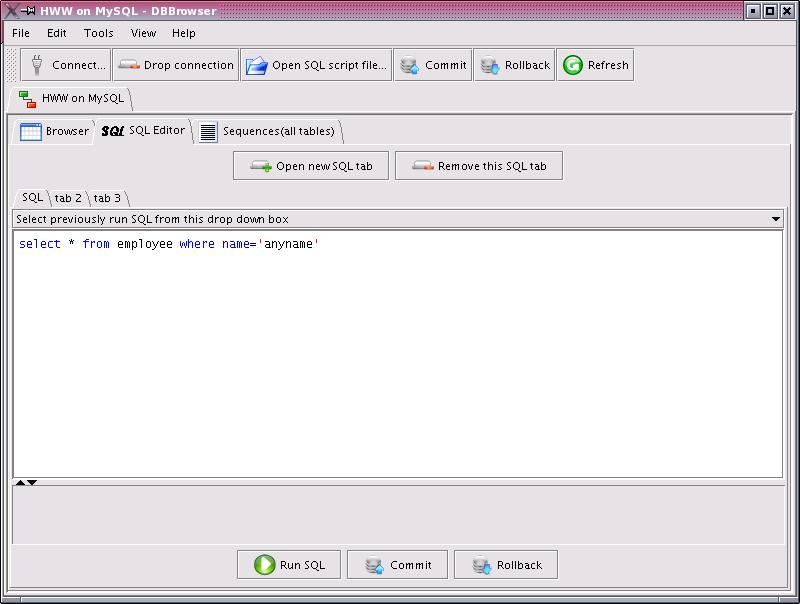 HWW on MySQL - DBBrowser
File Edit Tools View Help
Connect... Drop connection Open SQL script file... Commit Rollback Refresh
HWW on MySQL
Browser SQL SQL Editor Sequences(all tables)
Open new SQL tab Remove this SQL tab
SQL tab 2 tab 3
Select previously run SQL from this drop down box
select * from employee where name='anyname'
Run SQL Commit Rollback